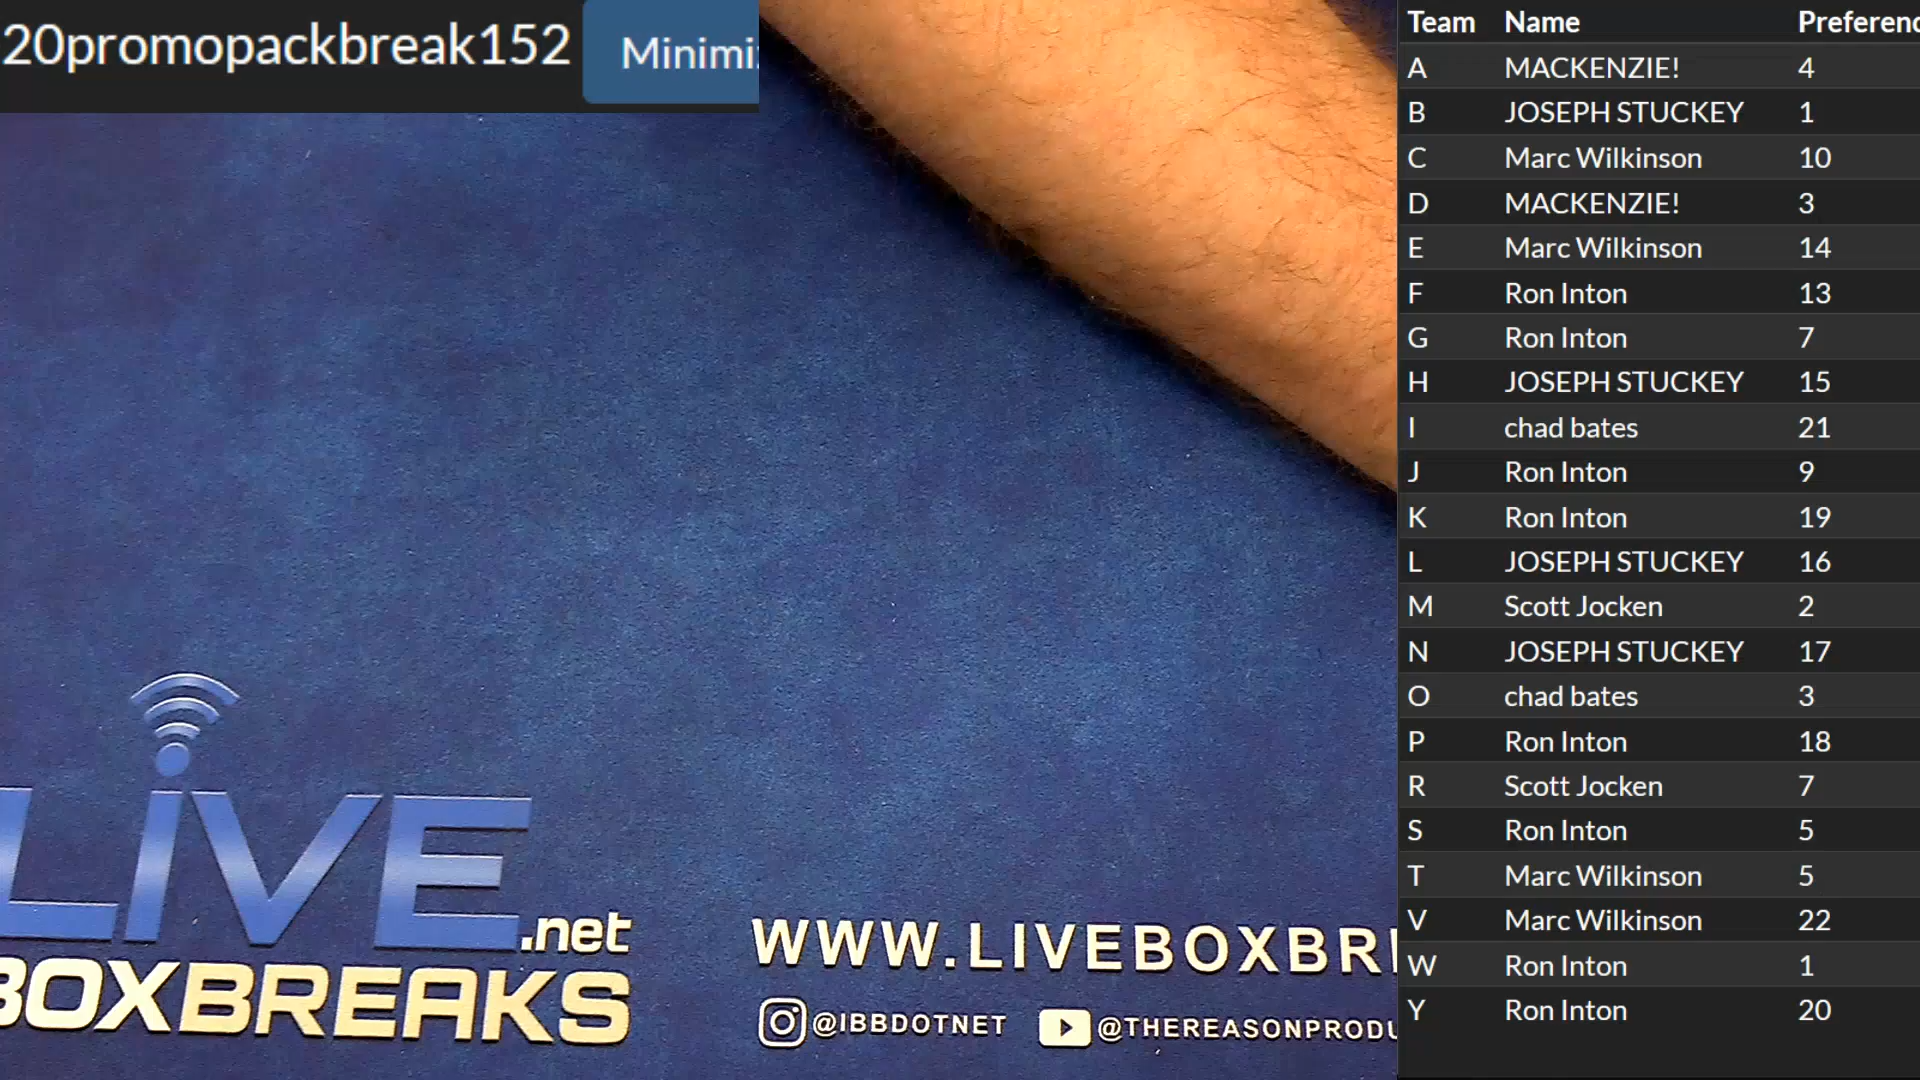 20promopackbreak152
Minimi
Team Name Preferenc
A MACKENZIE! 4
B JOSEPH STUCKEY 1
C Marc Wilkinson 10
D MACKENZIE! 3
E Marc Wilkinson 14
F Ron Inton 13
G Ron Inton 7
H JOSEPH STUCKEY 15
I chad bates 21
J Ron Inton 9
K Ron Inton 19
L JOSEPH STUCKEY 16
M Scott Jocken 2
N JOSEPH STUCKEY 17
O chad bates 3
P Ron Inton 18
R Scott Jocken 7
S Ron Inton 5
T Marc Wilkinson 5
V Marc Wilkinson 22
W Ron Inton 1
Y Ron Inton 20
LiVE.net
BOXBREAKS
WWW.LIVEBOXBR
@IBBDOTNET @THEREASONPRODU